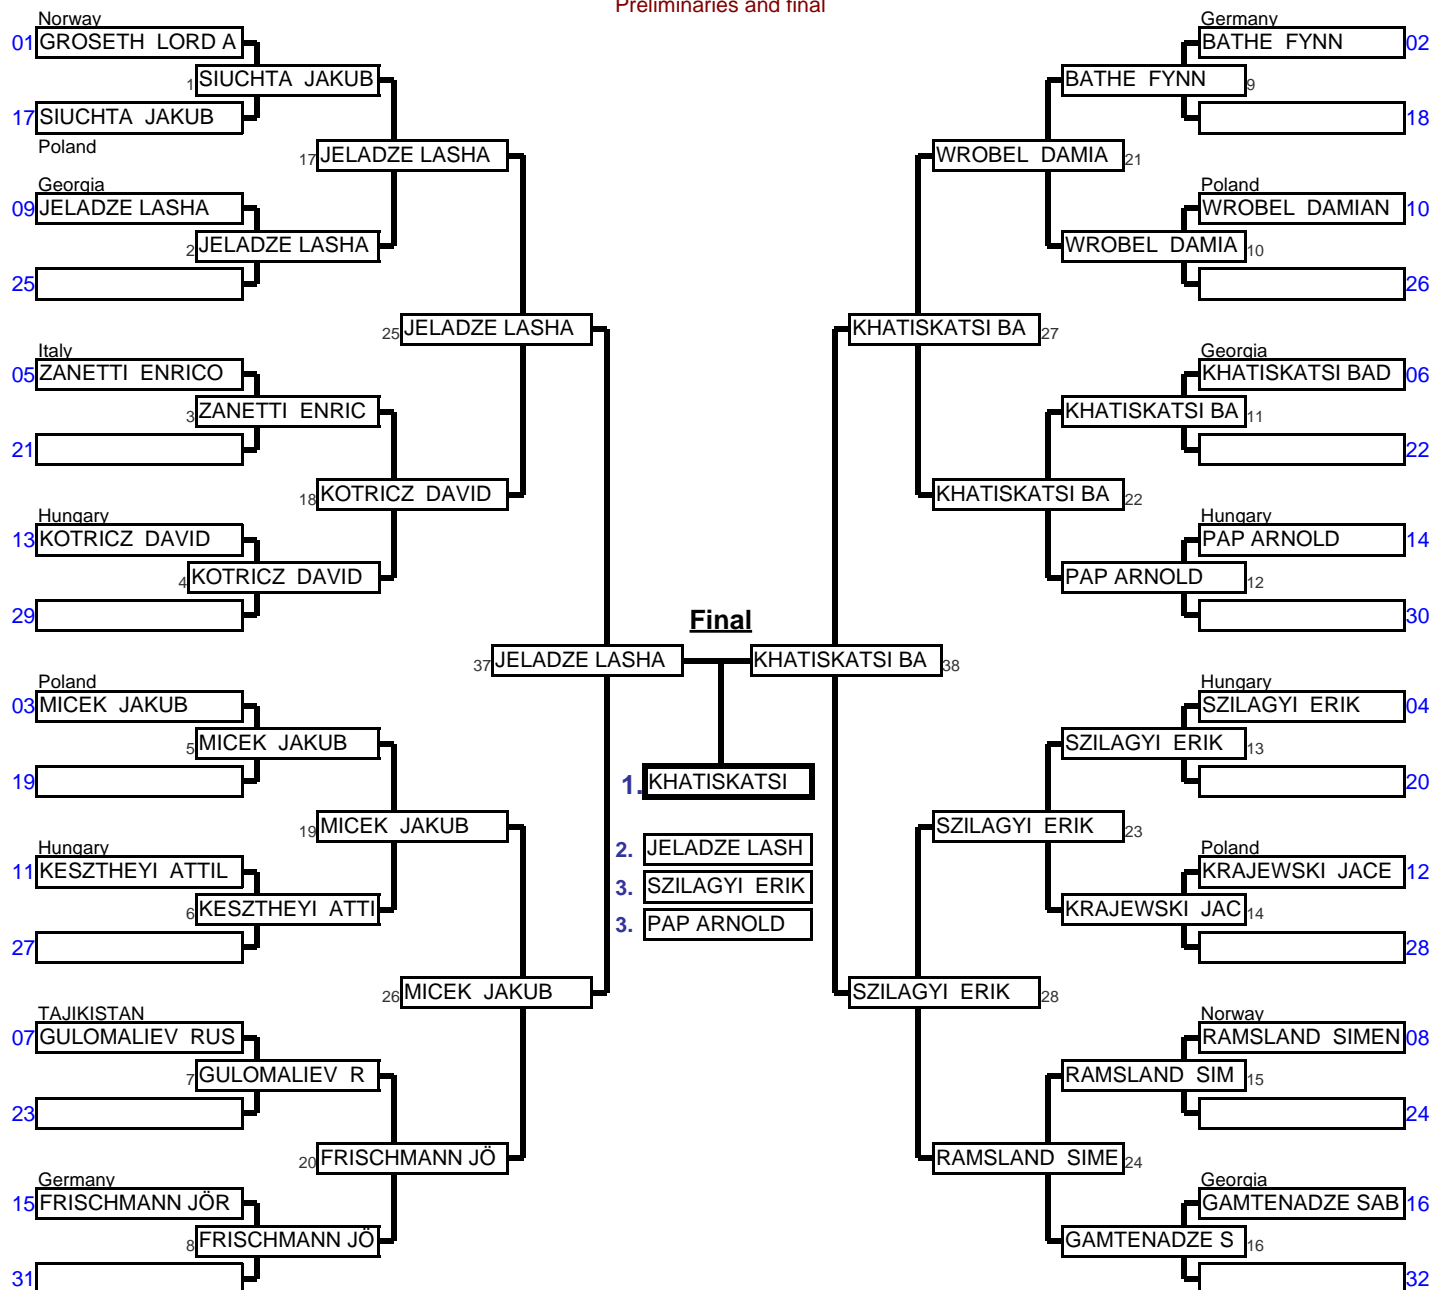 Preliminaries and final
Norway
01 GROSETH LORD A
1 SIUCHTA JAKUB
17 SIUCHTA JAKUB
Poland
17 JELADZE LASHA
Georgia
09 JELADZE LASHA
2 JELADZE LASHA
25
25 JELADZE LASHA
Italy
05 ZANETTI ENRICO
3 ZANETTI ENRIC
21
18 KOTRICZ DAVID
Hungary
13 KOTRICZ DAVID
4 KOTRICZ DAVID
29
37 JELADZE LASHA
Poland
03 MICEK JAKUB
5 MICEK JAKUB
19
19 MICEK JAKUB
Hungary
11 KESZTHEYI ATTIL
6 KESZTHEYI ATTI
27
26 MICEK JAKUB
TAJIKISTAN
07 GULOMALIEV RUS
7 GULOMALIEV R
23
20 FRISCHMANN JÖ
Germany
15 FRISCHMANN JÖR
8 FRISCHMANN JÖ
31
Final
1. KHATISKATSI
2. JELADZE LASH
3. SZILAGYI ERIK
3. PAP ARNOLD
Germany
BATHE FYNN 02
BATHE FYNN 9
18
WROBEL DAMIA 21
Poland
WROBEL DAMIAN 10
WROBEL DAMIA 10
26
KHATISKATSI BA 27
Georgia
KHATISKATSI BAD 06
KHATISKATSI BA 11
22
KHATISKATSI BA 22
Hungary
PAP ARNOLD 14
PAP ARNOLD 12
30
KHATISKATSI BA 38
Hungary
SZILAGYI ERIK 04
SZILAGYI ERIK 13
20
SZILAGYI ERIK 23
Poland
KRAJEWSKI JACE 12
KRAJEWSKI JAC 14
28
SZILAGYI ERIK 28
Norway
RAMSLAND SIMEN 08
RAMSLAND SIM 15
24
RAMSLAND SIME 24
Georgia
GAMTENADZE SAB 16
GAMTENADZE S 16
32